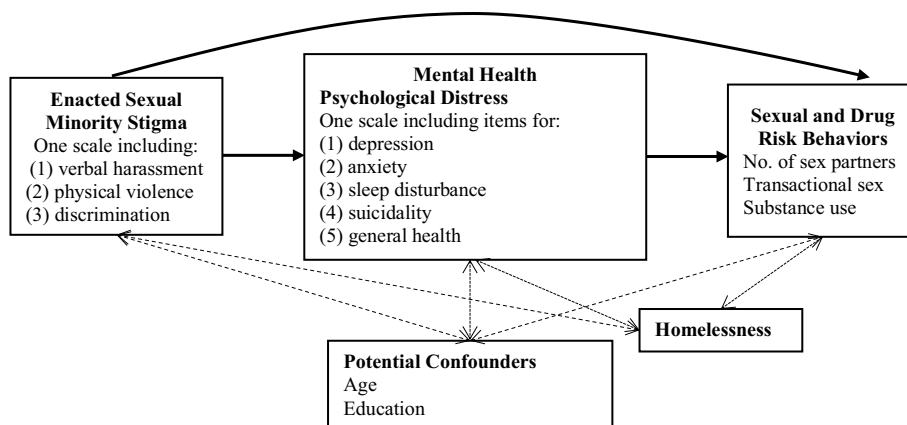 Enacted Sexual
Minority Stigma
One scale including:
(1) verbal harassment
(2) physical violence
(3) discrimination
Mental Health
Psychological Distress
One scale including items for:
(1) depression
(2) anxiety
(3) sleep disturbance
(4) suicidality
(5) general health
Sexual and Drug
Risk Behaviors
No. of sex partners
Transactional sex
Substance use
Homelessness
Potential Confounders
Age
Education